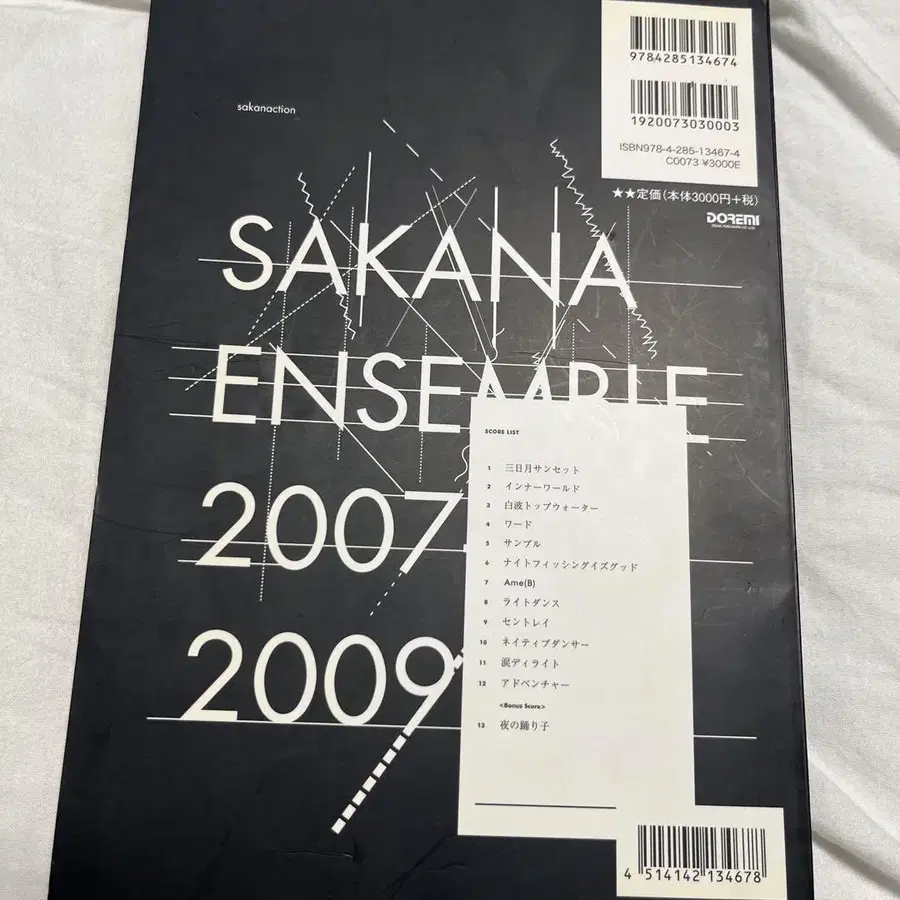 9784285134674
1920073030003
ISBN978-4-285-13467-4
C0073 ¥3000E
★★定価(本体3000円+税)
DOREMI
sakanaction
SAKANA
ENSEMBLE
2007.
2009
SCORE LIST
1 三日月サンセット
2 インナーワールド
3 白波トップウォーター
4 ワード
5 サンプル
6 ナイトフィッシングイズグッド
7 Ame(B)
8 ライトダンス
9 セントレイ
10 ネイティブダンサー
11 涙ディライト
12 アドベンチャー
<Bonus Score>
13 夜の踊り子
4 514142 134678